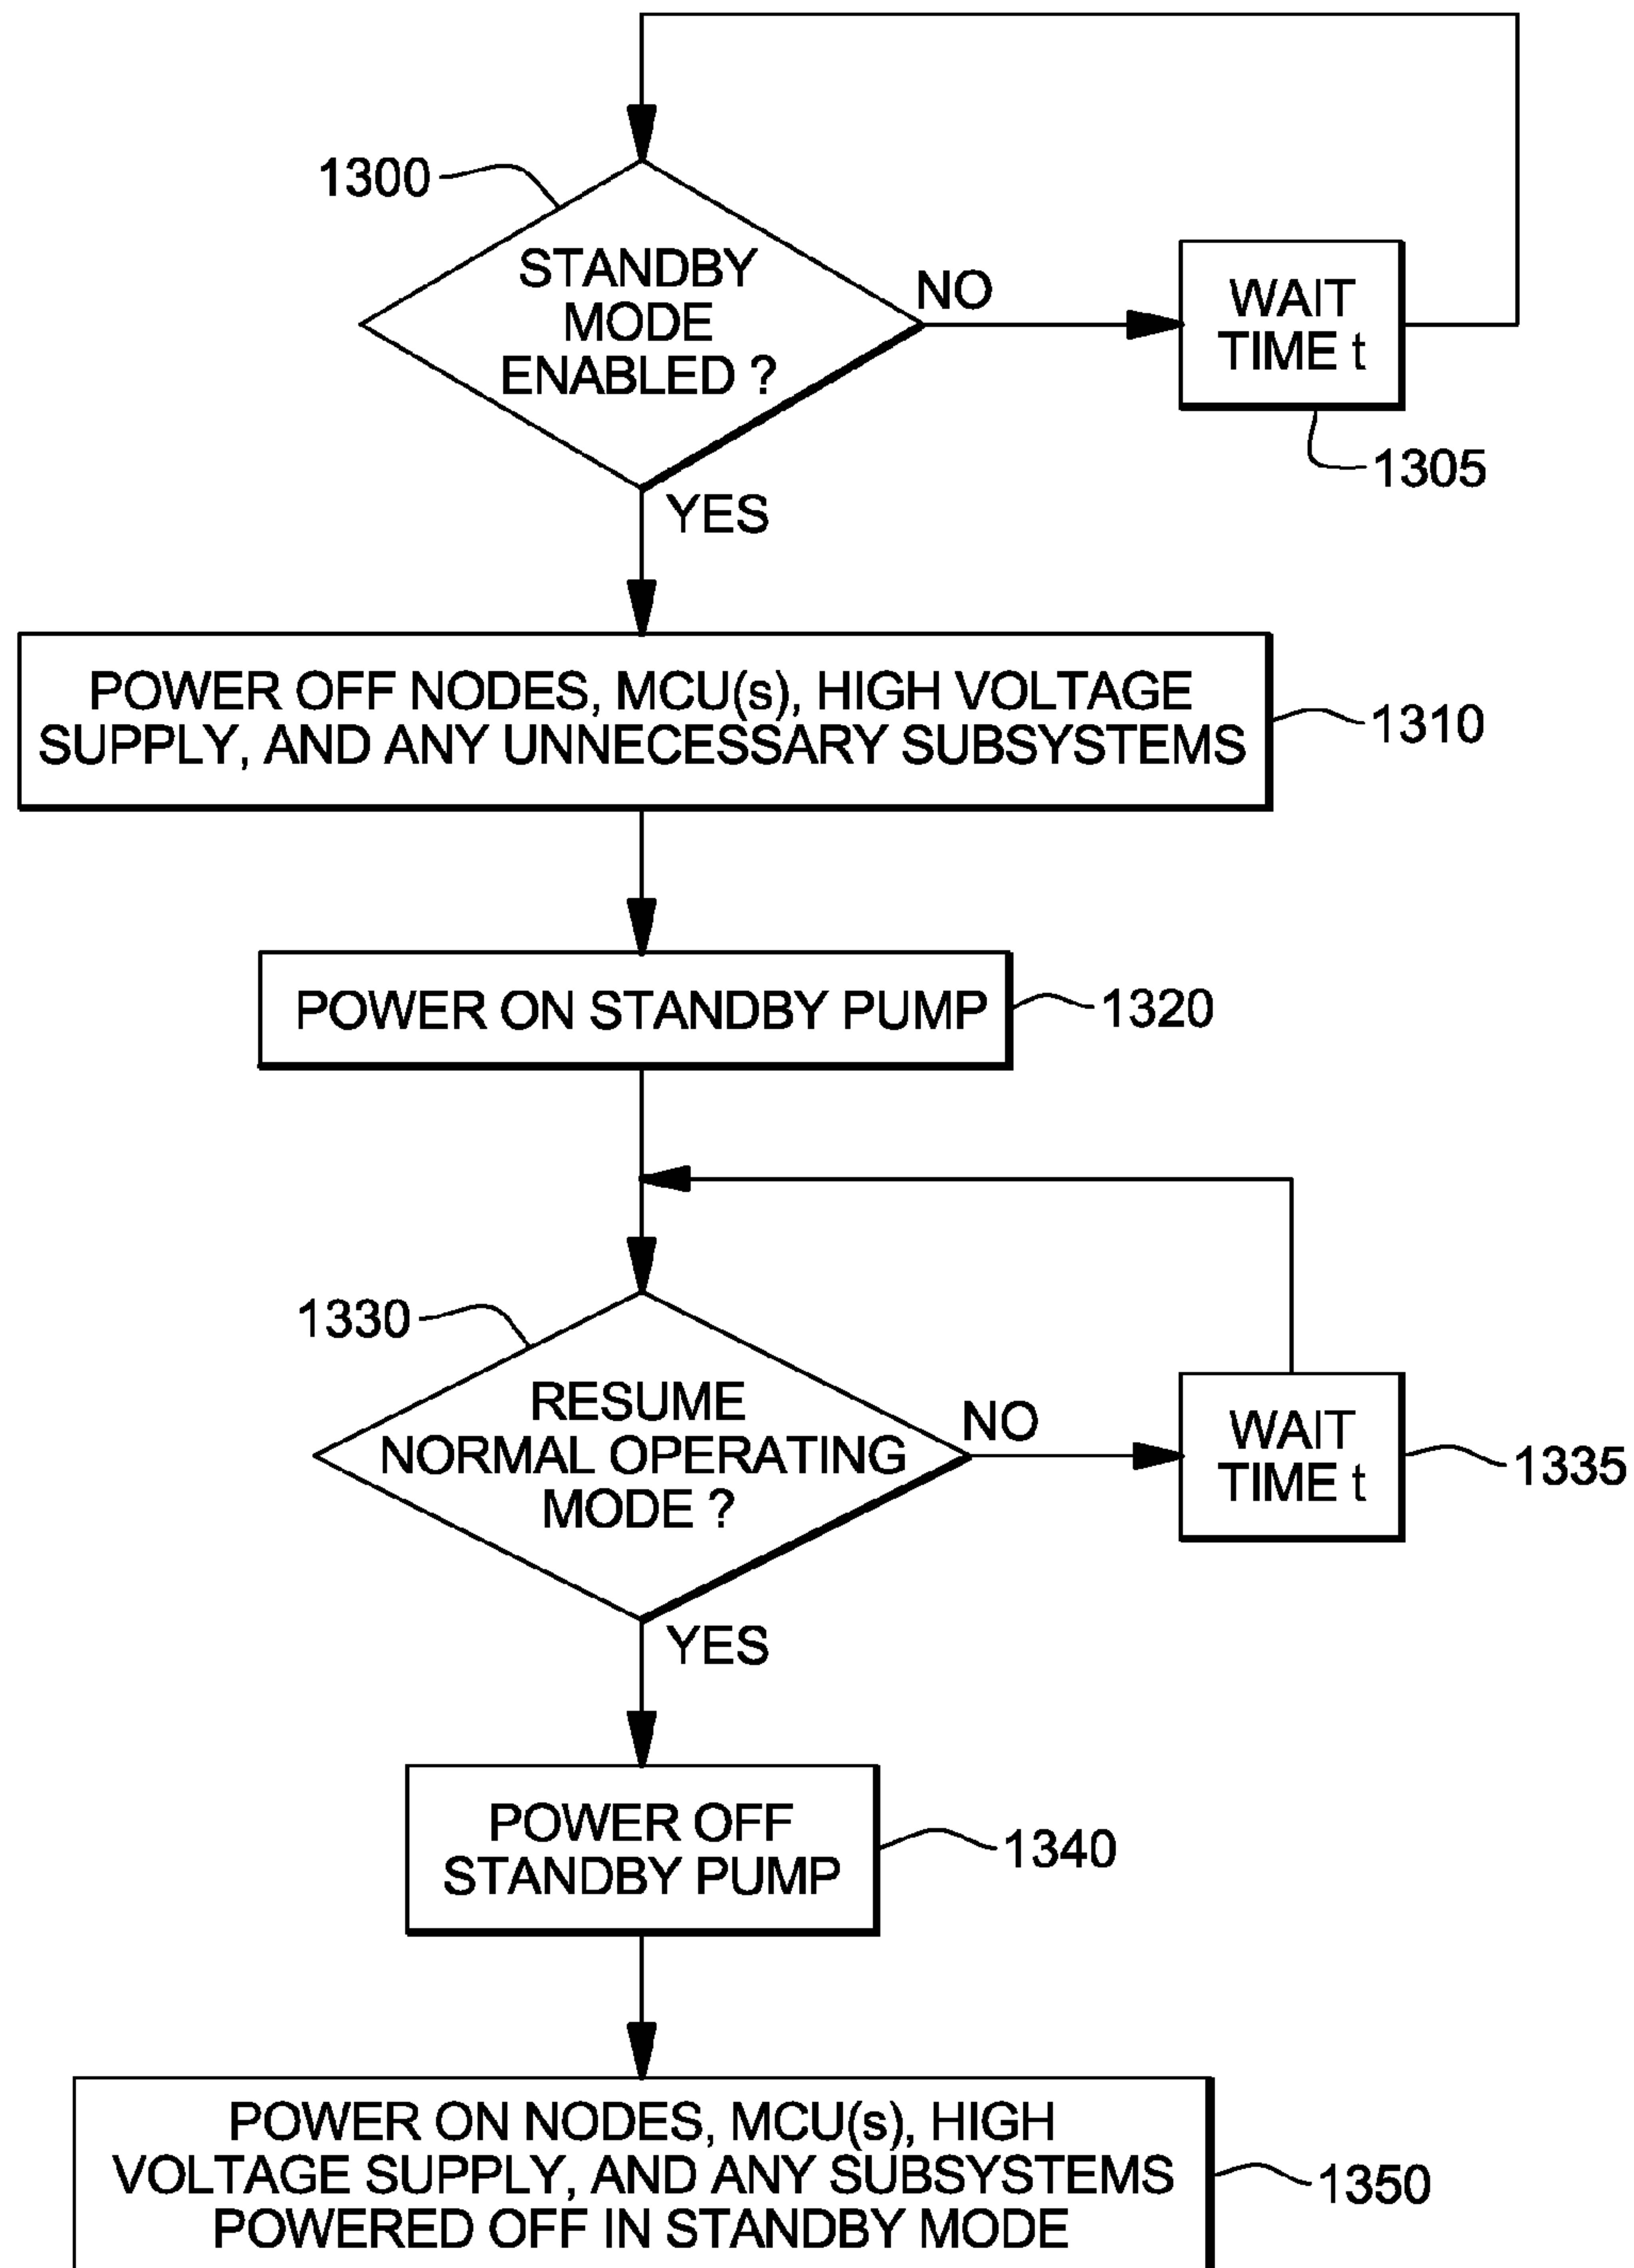 1300
STANDBY
MODE
ENABLED ?
NO
WAIT
TIME t
1305
YES
POWER OFF NODES, MCU(s), HIGH VOLTAGE
SUPPLY, AND ANY UNNECESSARY SUBSYSTEMS
1310
POWER ON STANDBY PUMP
1320
1330
RESUME
NORMAL OPERATING
MODE ?
NO
WAIT
TIME t
1335
YES
POWER OFF
STANDBY PUMP
1340
POWER ON NODES, MCU(s), HIGH
VOLTAGE SUPPLY, AND ANY SUBSYSTEMS
POWERED OFF IN STANDBY MODE
1350